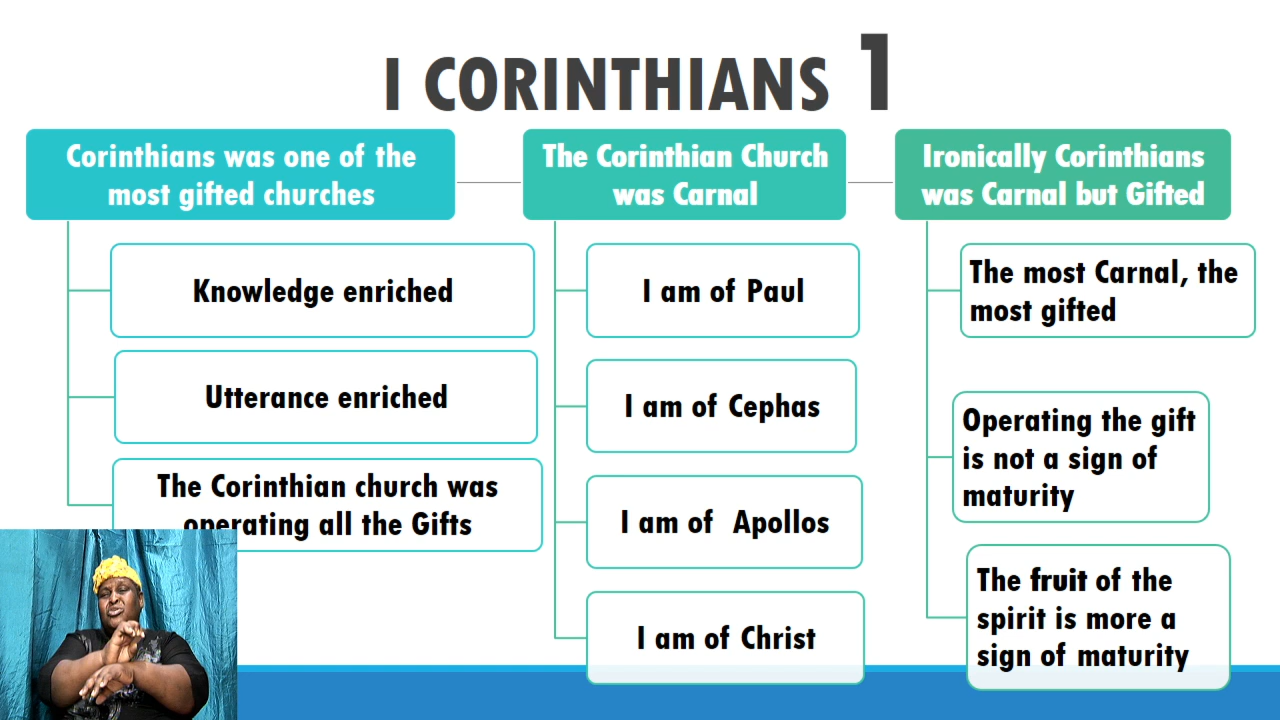 I CORINTHIANS 1
Corinthians was one of the
most gifted churches
Knowledge enriched
Utterance enriched
The Corinthian church was
operating all the Gifts
The Corinthian Church
was Carnal
I am of Paul
I am of Cephas
I am of Apollos
I am of Christ
Ironically Corinthians
was Carnal but Gifted
The most Carnal, the
most gifted
Operating the gift
is not a sign of
maturity
The fruit of the
spirit is more a
sign of maturity